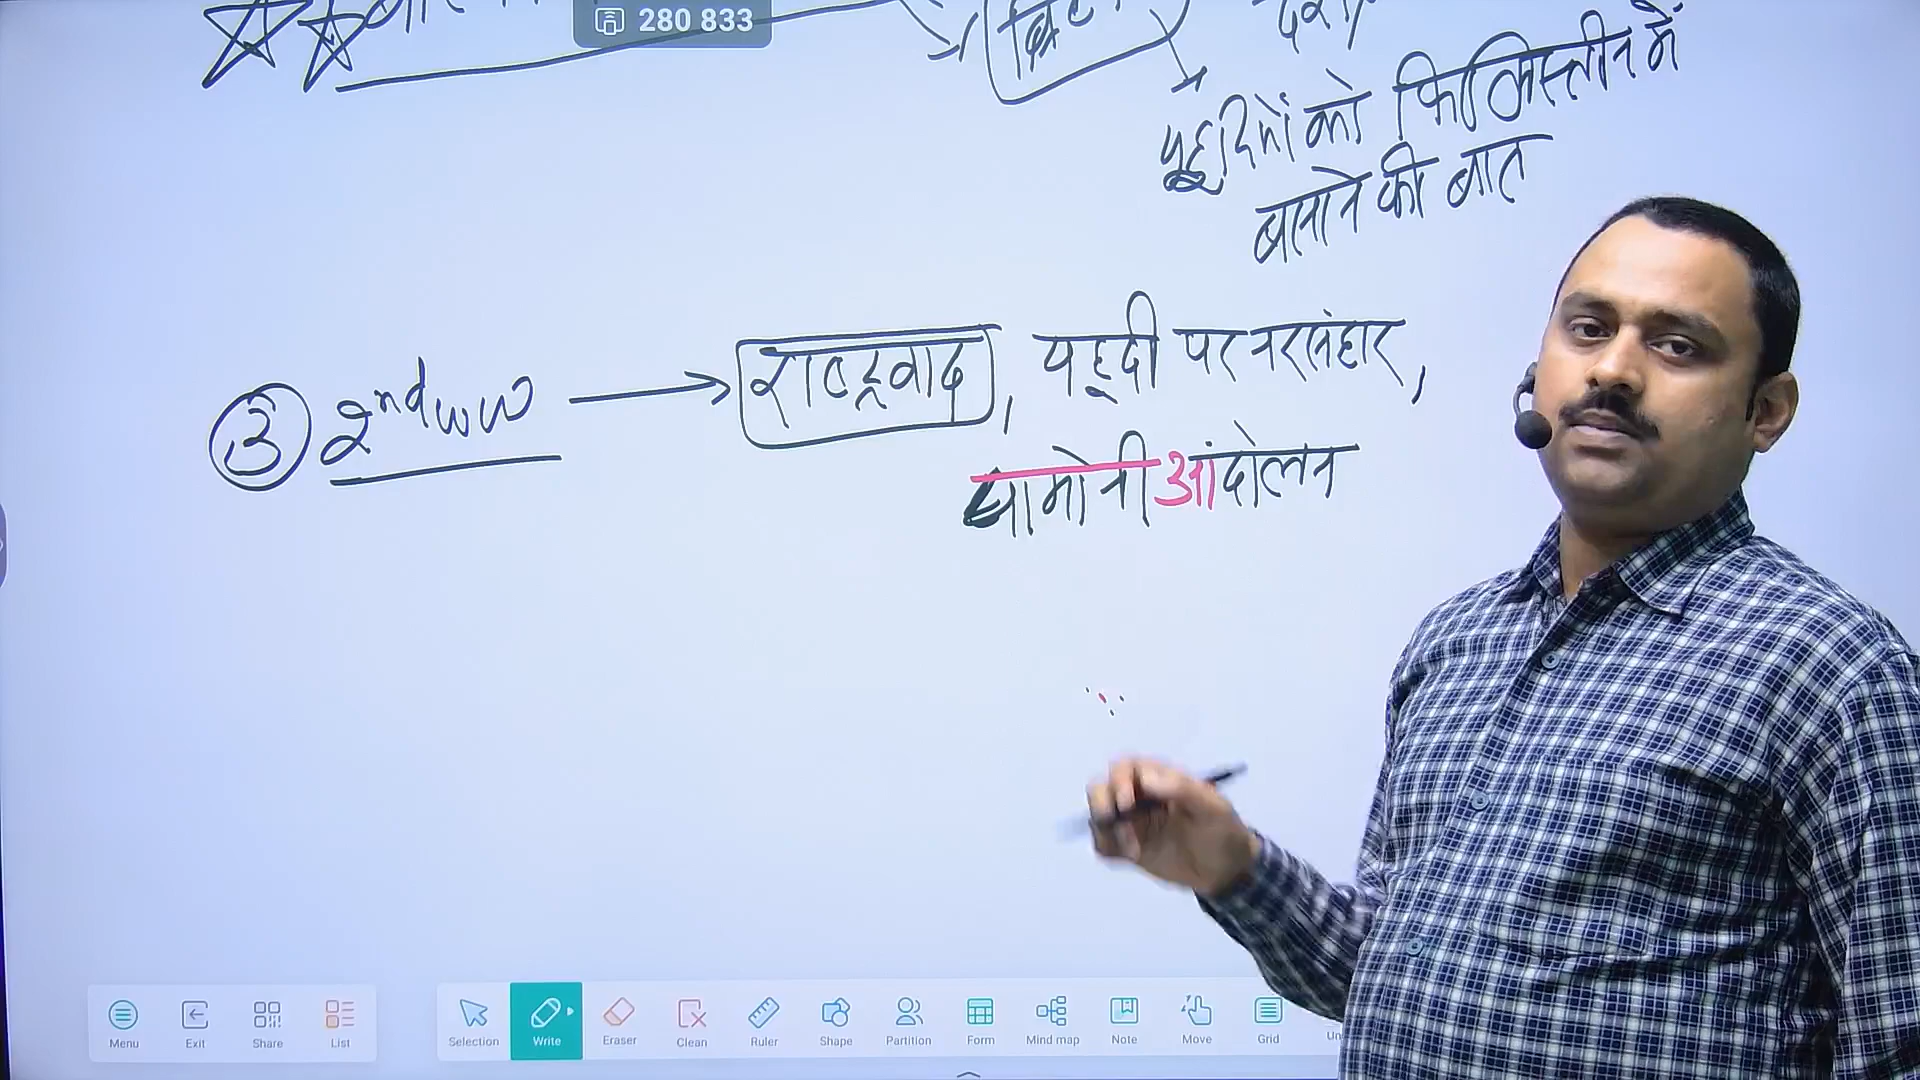 280 833
यहूदियों को फिलिस्तीन में
बसाने की बात
③ 2nd WW → राष्ट्रवाद, यहूदी पर नरसंहार,
यामोनी आंदोलन
Menu Exit Share List Selection Write Eraser Clean Ruler Shape Partition Form Mind map Note Move Grid